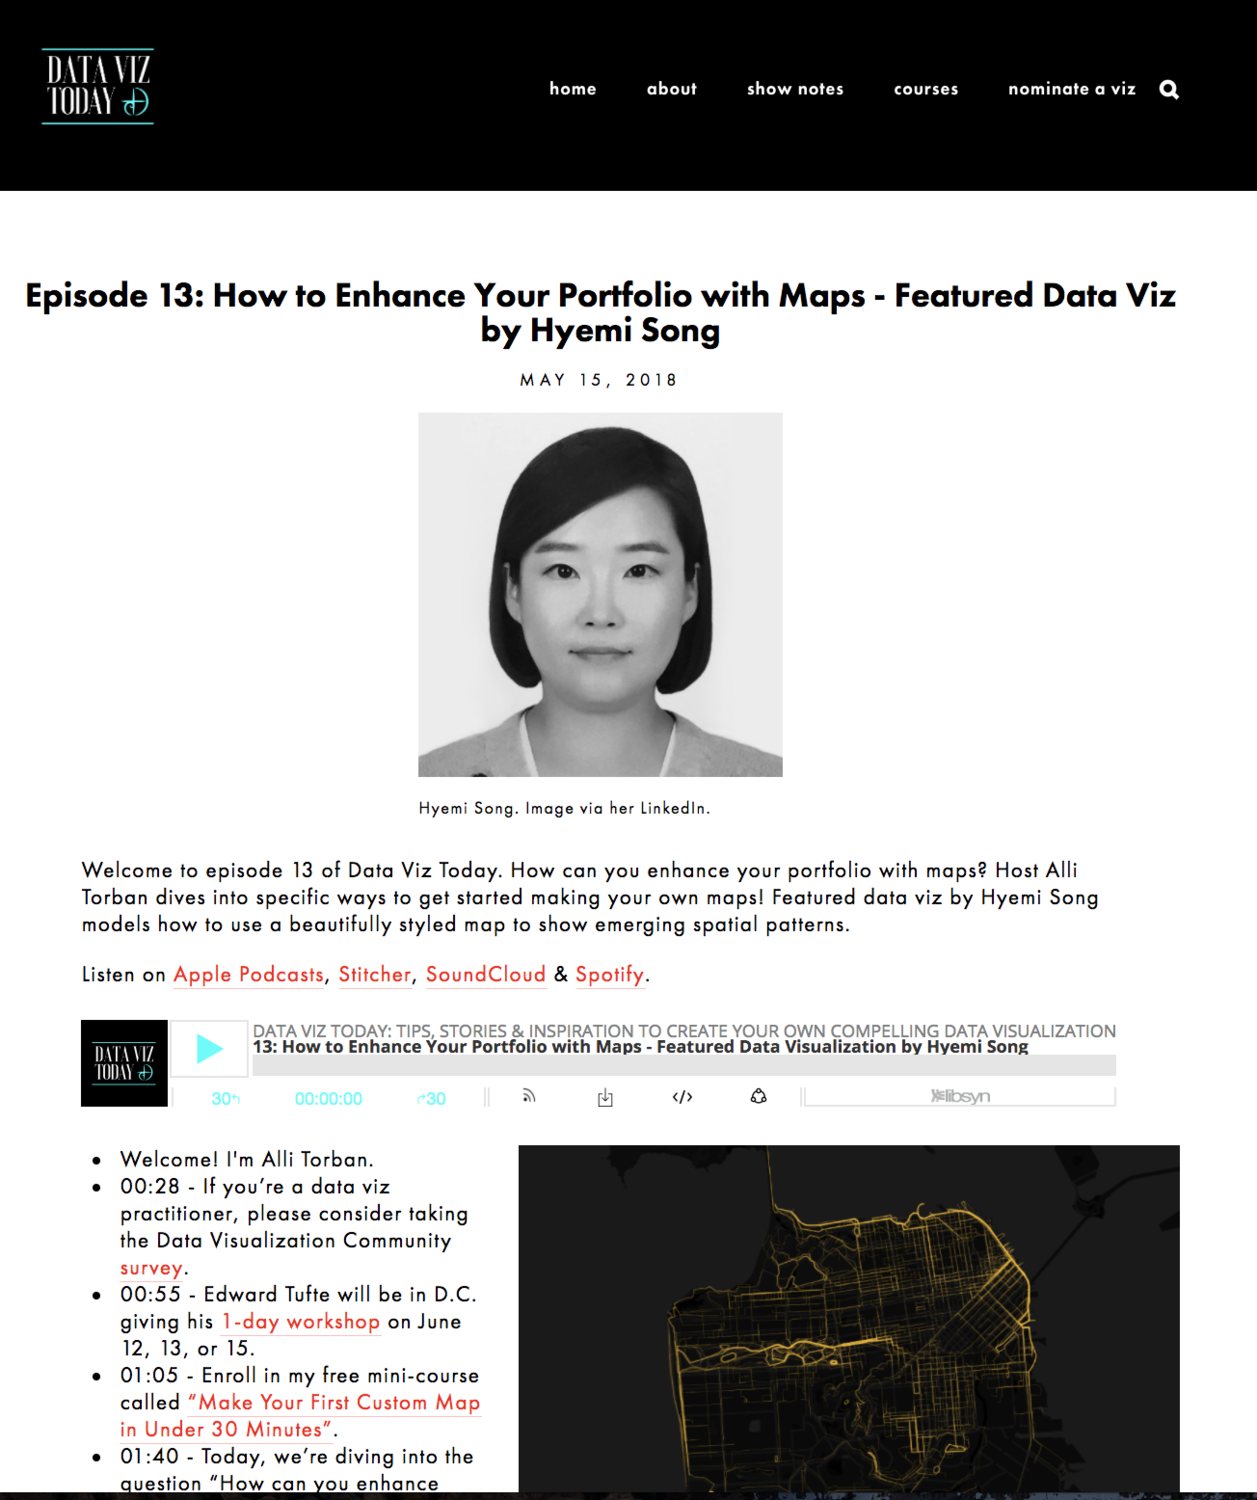 DATA VIZ
TODAY
home about show notes courses nominate a viz
Episode 13: How to Enhance Your Portfolio with Maps - Featured Data Viz
by Hyemi Song
MAY 15, 2018
Hyemi Song. Image via her LinkedIn.
Welcome to episode 13 of Data Viz Today. How can you enhance your portfolio with maps? Host Alli
Torban dives into specific ways to get started making your own maps! Featured data viz by Hyemi Song
models how to use a beautifully styled map to show emerging spatial patterns.
Listen on Apple Podcasts, Stitcher, SoundCloud & Spotify.
DATA VIZ
TODAY
DATA VIZ TODAY: TIPS, STORIES & INSPIRATION TO CREATE YOUR OWN COMPELLING DATA VISUALIZATION
13: How to Enhance Your Portfolio with Maps - Featured Data Visualization by Hyemi Song
30 00:00:00 30 </> libsyn
• Welcome! I'm Alli Torban.
• 00:28 - If you’re a data viz
practitioner, please consider taking
the Data Visualization Community
survey.
• 00:55 - Edward Tufte will be in D.C.
giving his 1-day workshop on June
12, 13, or 15.
• 01:05 - Enroll in my free mini-course
called “Make Your First Custom Map
in Under 30 Minutes”.
• 01:40 - Today, we’re diving into the
question “How can you enhance